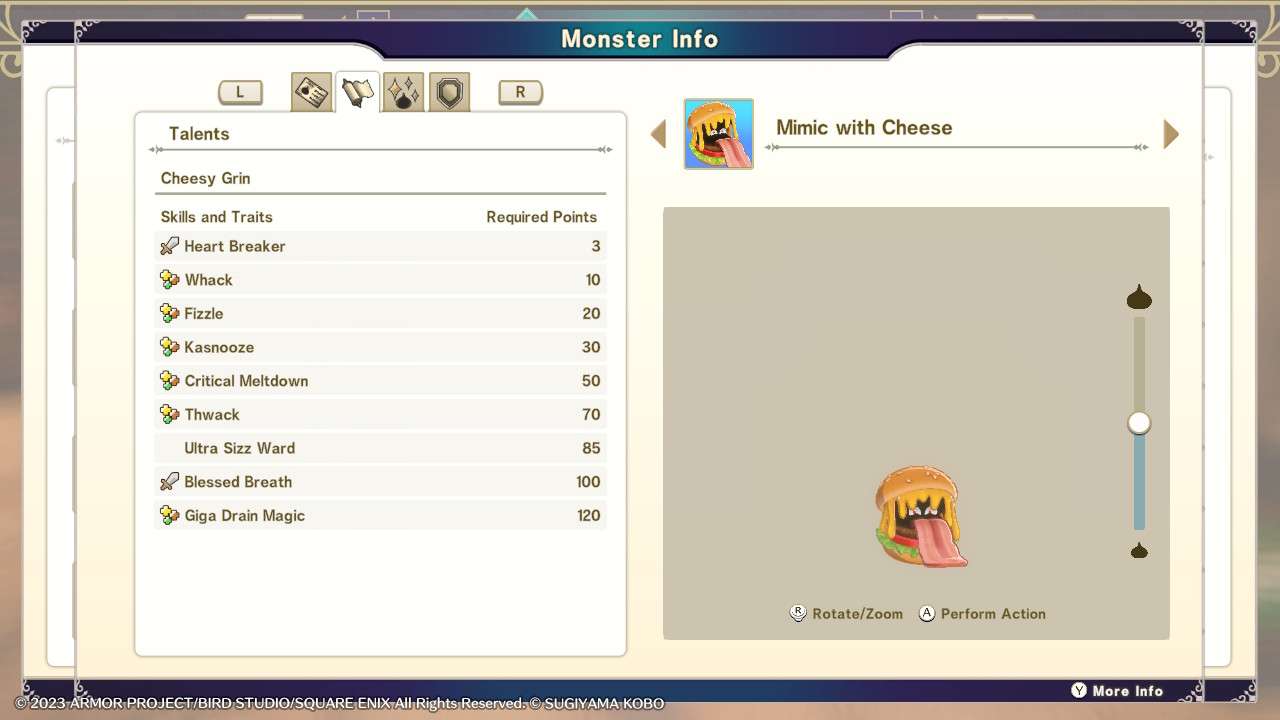 Monster Info
L
R
Talents
Cheesy Grin
Skills and Traits Required Points
Heart Breaker 3
Whack 10
Fizzle 20
Kasnooze 30
Critical Meltdown 50
Thwack 70
Ultra Sizz Ward 85
Blessed Breath 100
Giga Drain Magic 120
Mimic with Cheese
R Rotate/Zoom A Perform Action
Y More Info
© 2023 ARMOR PROJECT/BIRD STUDIO/SQUARE ENIX All Rights Reserved. © SUGIYAMA KOBO